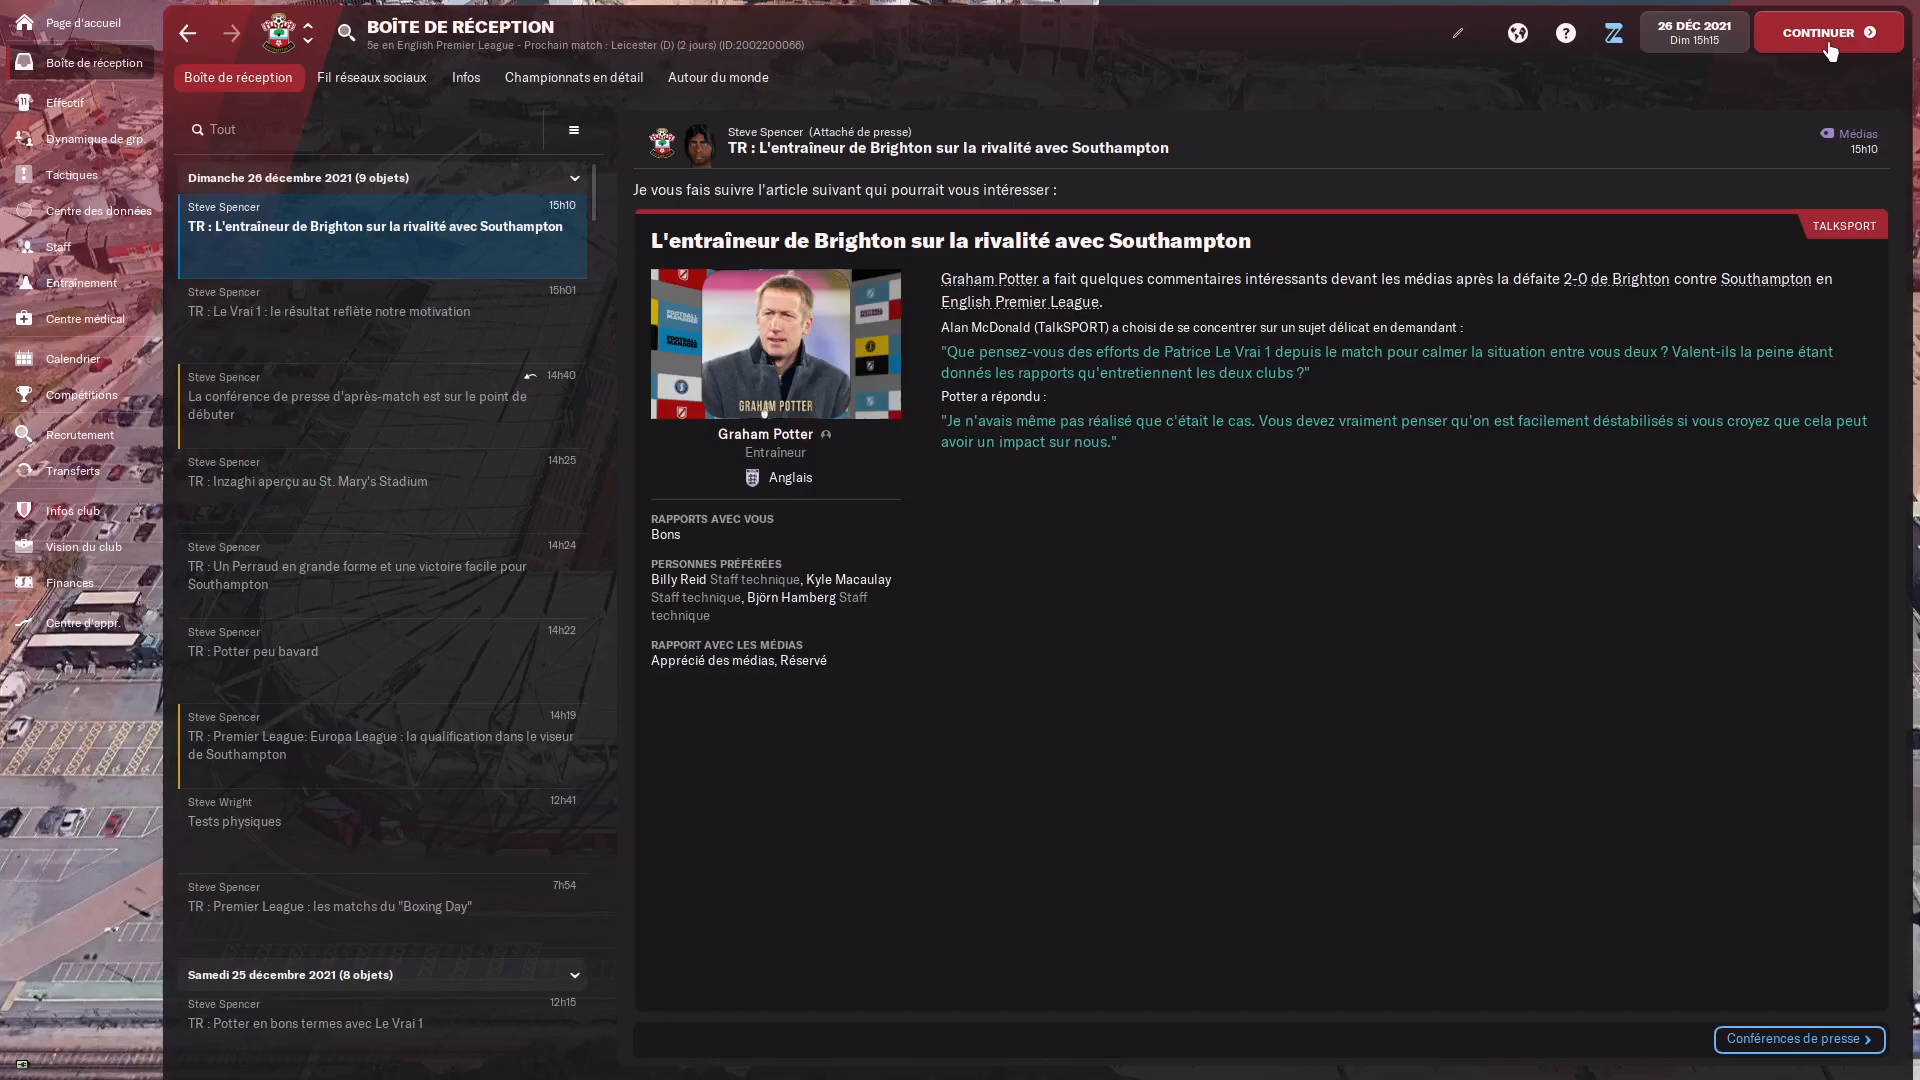 Page d'accueil
Boîte de réception
Effectif
Dynamique de grp.
Tactiques
Centre des données
Staff
Entraînement
Centre médical
Calendrier
Compétitions
Recrutement
Transferts
Infos club
Vision du club
Finances
Centre d'appr.
BOÎTE DE RÉCEPTION
5e en English Premier League - Prochain match : Leicester (D) (2 jours) (ID:2002200066)
26 DÉC 2021
Dim 15h15
CONTINUER
Boîte de réception
Fil réseaux sociaux
Infos
Championnats en détail
Autour du monde
Tout
Dimanche 26 décembre 2021 (9 objets)
Steve Spencer 15h10
TR : L'entraîneur de Brighton sur la rivalité avec Southampton
Steve Spencer 15h01
TR : Le Vrai 1 : le résultat reflète notre motivation
Steve Spencer 14h40
La conférence de presse d'après-match est sur le point de
débuter
Steve Spencer 14h25
TR : Inzaghi aperçu au St. Mary's Stadium
Steve Spencer 14h24
TR : Un Perraud en grande forme et une victoire facile pour
Southampton
Steve Spencer 14h22
TR : Potter peu bavard
Steve Spencer 14h19
TR : Premier League: Europa League : la qualification dans le viseur
de Southampton
Steve Wright 12h41
Tests physiques
Steve Spencer 7h54
TR : Premier League : les matchs du "Boxing Day"
Samedi 25 décembre 2021 (8 objets)
Steve Spencer 12h15
TR : Potter en bons termes avec Le Vrai 1
Steve Spencer (Attaché de presse)
TR : L'entraîneur de Brighton sur la rivalité avec Southampton
Médias
15h10
Je vous fais suivre l'article suivant qui pourrait vous intéresser :
TALKSPORT
L'entraîneur de Brighton sur la rivalité avec Southampton
FOOTBALL MANAGER
FOOTBALL MANAGER
GRAHAM POTTER
Graham Potter
Entraîneur
Anglais
RAPPORTS AVEC VOUS
Bons
PERSONNES PRÉFÉRÉES
Billy Reid Staff technique, Kyle Macaulay
Staff technique, Björn Hamberg Staff
technique
RAPPORT AVEC LES MÉDIAS
Apprécié des médias, Réservé
Graham Potter a fait quelques commentaires intéressants devant les médias après la défaite 2-0 de Brighton contre Southampton en
English Premier League.
Alan McDonald (TalkSPORT) a choisi de se concentrer sur un sujet délicat en demandant :
"Que pensez-vous des efforts de Patrice Le Vrai 1 depuis le match pour calmer la situation entre vous deux ? Valent-ils la peine étant
donnés les rapports qu'entretiennent les deux clubs ?"
Potter a répondu :
"Je n'avais même pas réalisé que c'était le cas. Vous devez vraiment penser qu'on est facilement déstabilisés si vous croyez que cela peut
avoir un impact sur nous."
Conférences de presse